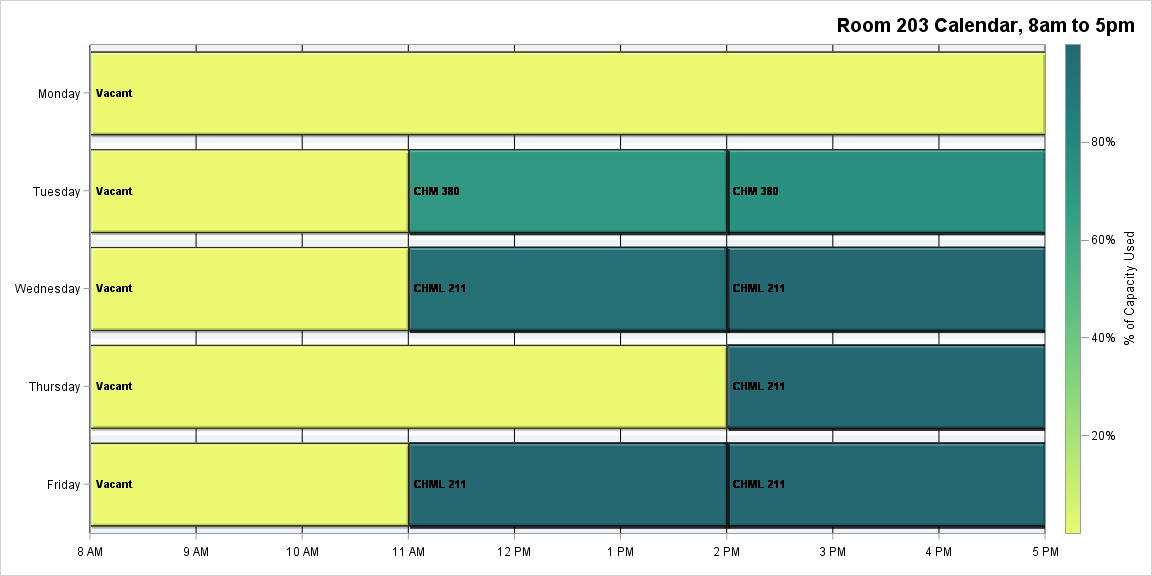 Room 203 Calendar, 8am to 5pm
Monday
Vacant
Tuesday
Vacant
CHM 380
CHM 380
Wednesday
Vacant
CHML 211
CHML 211
Thursday
Vacant
CHML 211
Friday
Vacant
CHML 211
CHML 211
8 AM
9 AM
10 AM
11 AM
12 PM
1 PM
2 PM
3 PM
4 PM
5 PM
80%
60%
40%
20%
% of Capacity Used